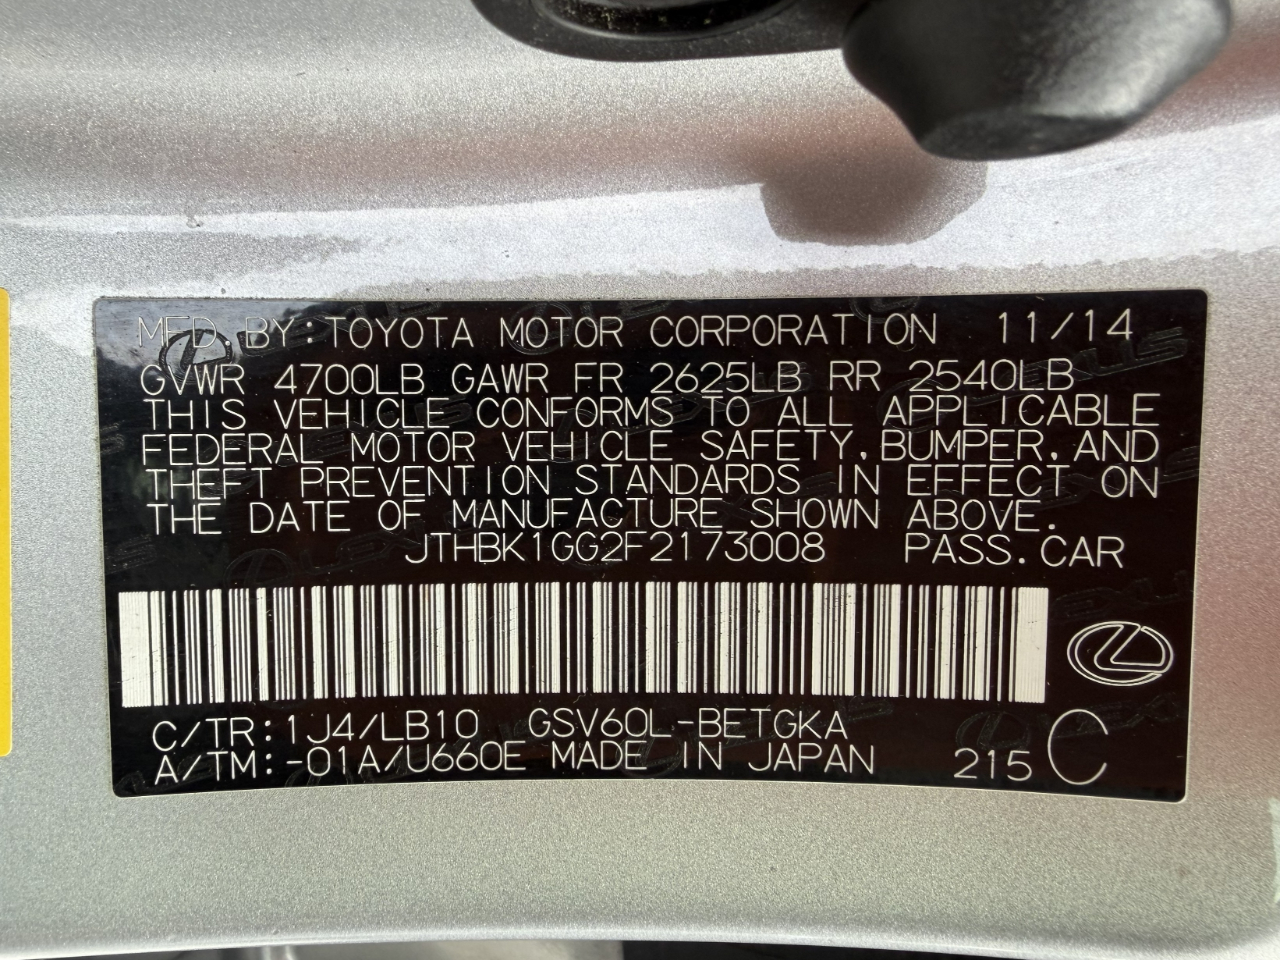 MFD. BY: TOYOTA MOTOR CORPORATION 11/14
GVWR 4700LB GAWR FR 2625LB RR 2540LB
THIS VEHICLE CONFORMS TO ALL APPLICABLE
FEDERAL MOTOR VEHICLE SAFETY, BUMPER, AND
THEFT PREVENTION STANDARDS IN EFFECT ON
THE DATE OF MANUFACTURE SHOWN ABOVE.
JTHBK1GG2F2173008 PASS. CAR
C/TR: 1J4/LB10 GSV60L-BETGKA
A/TM: -01A/U660E MADE IN JAPAN 215 C